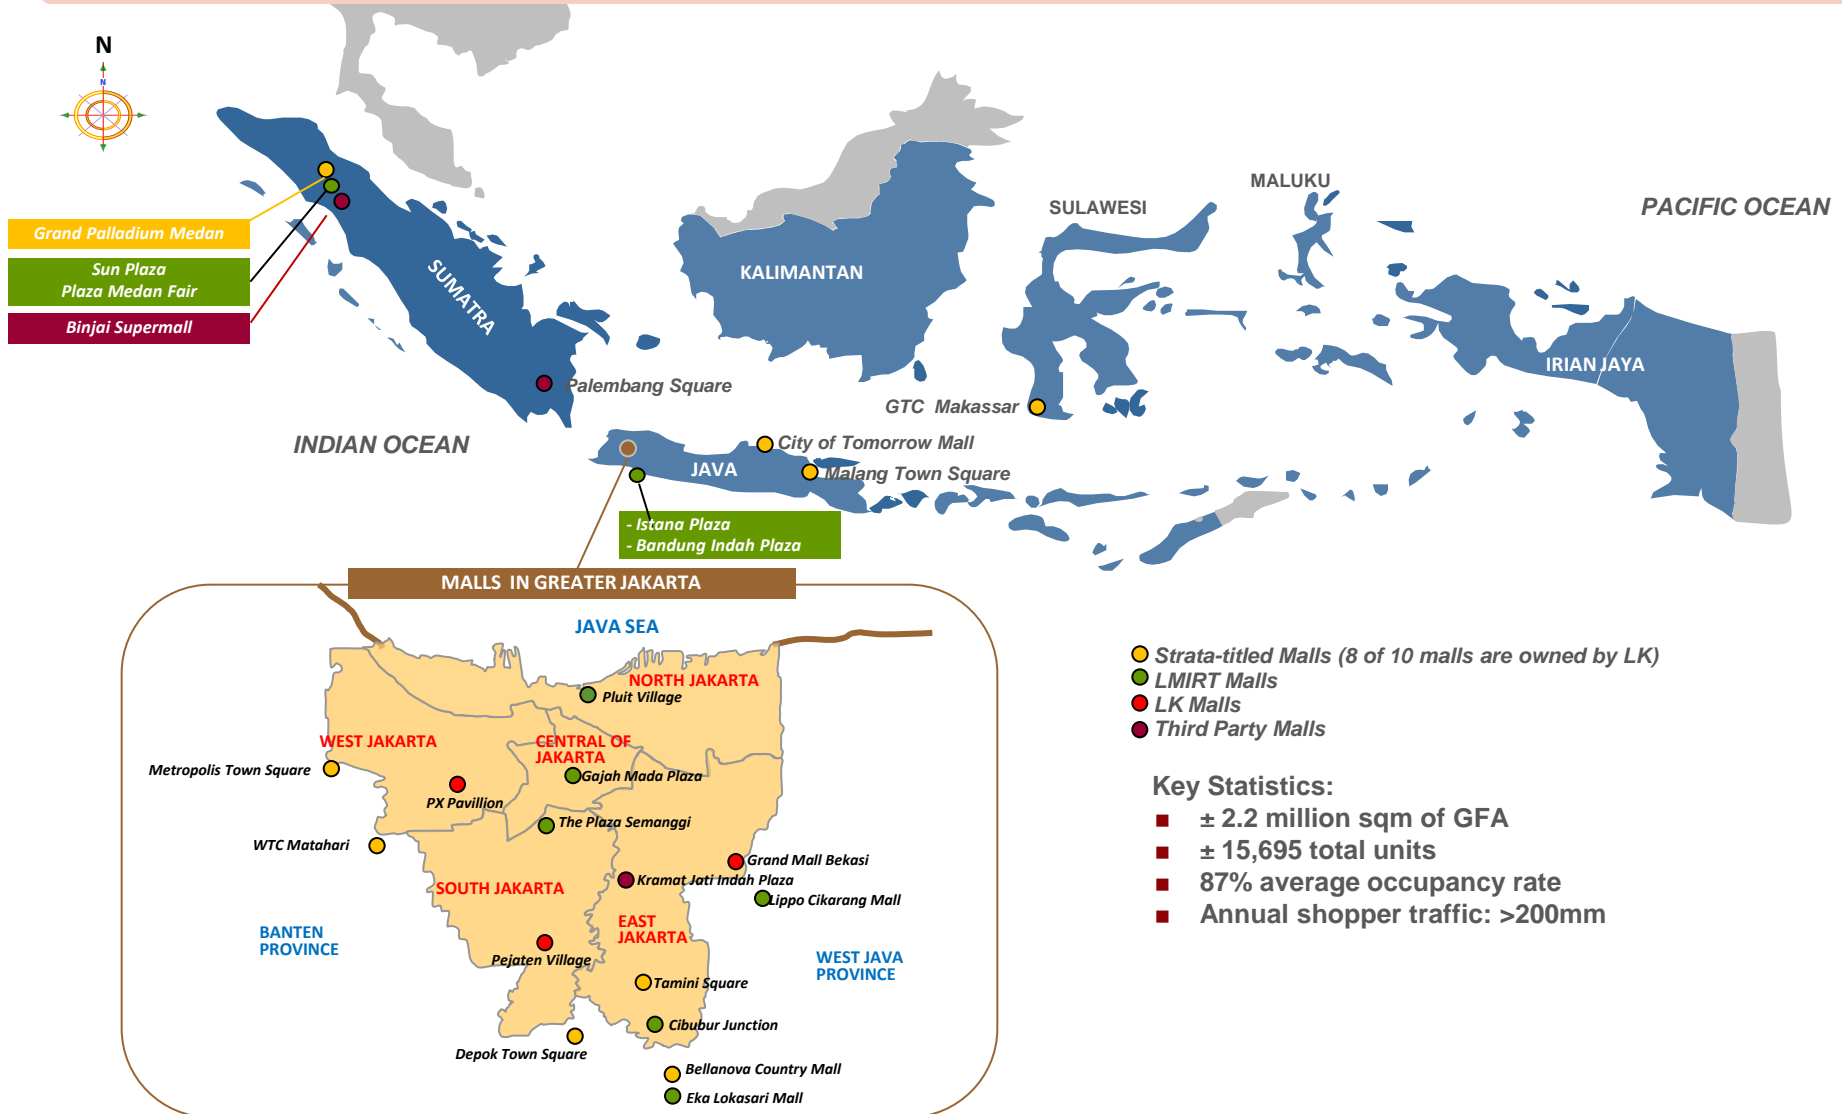 N
N
Grand Palladium Medan
Sun Plaza
Plaza Medan Fair
Binjai Supermall
SUMATRA
Palembang Square
KALIMANTAN
SULAWESI
MALUKU
PACIFIC OCEAN
IRIAN JAYA
GTC Makassar
INDIAN OCEAN
City of Tomorrow Mall
JAVA
Malang Town Square
- Istana Plaza
- Bandung Indah Plaza
MALLS IN GREATER JAKARTA
JAVA SEA
NORTH JAKARTA
Pluit Village
WEST JAKARTA
CENTRAL OF
JAKARTA
Metropolis Town Square
Gajah Mada Plaza
PX Pavillion
The Plaza Semanggi
WTC Matahari
Grand Mall Bekasi
Kramat Jati Indah Plaza
SOUTH JAKARTA
Lippo Cikarang Mall
EAST
JAKARTA
BANTEN
PROVINCE
Pejaten Village
WEST JAVA
PROVINCE
Tamini Square
Cibubur Junction
Depok Town Square
Bellanova Country Mall
Eka Lokasari Mall
Strata-titled Malls (8 of 10 malls are owned by LK)
LMIRT Malls
LK Malls
Third Party Malls
Key Statistics:
■ ± 2.2 million sqm of GFA
■ ± 15,695 total units
■ 87% average occupancy rate
■ Annual shopper traffic: >200mm